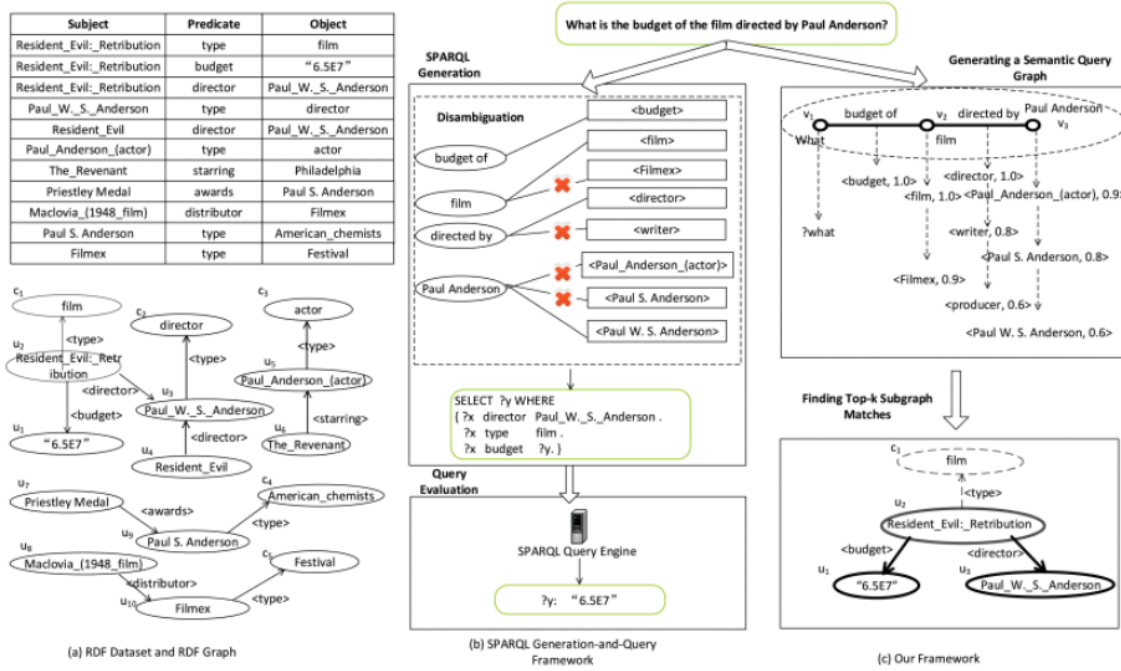 Subject Predicate Object
Resident_Evil:_Retribution type film
Resident_Evil:_Retribution budget “6.5E7”
Resident_Evil:_Retribution director Paul_W._S._Anderson
Paul_W._S._Anderson type director
Resident_Evil director Paul_W._S._Anderson
Paul_Anderson_(actor) type actor
The_Revenant starring Philadelphia
Priestley Medal awards Paul S. Anderson
Maclovia_(1948_film) distributor Filmex
Paul S. Anderson type American_chemists
Filmex type Festival
c1
film
c2
director
c3
actor
<type>
<type>
<type>
u2
Resident_Evil:_Retr
ibution
<director>
u3
Paul_W._S._Anderson
u5
Paul_Anderson_(actor)
<budget>
<director>
<starring>
u1
“6.5E7”
u4
Resident_Evil
u6
The_Revenant
u7
Priestley Medal
c4
American_chemists
<awards>
<type>
u9
Paul S. Anderson
u8
Maclovia_(1948_film)
c5
Festival
<distributor>
<type>
u10
Filmex
(a) RDF Dataset and RDF Graph
What is the budget of the film directed by Paul Anderson?
SPARQL
Generation
Disambiguation
budget of
film
directed by
Paul Anderson
<budget>
<film>
<Filmex>
<director>
<writer>
<Paul_Anderson_(actor)>
<Paul S. Anderson>
<Paul W. S. Anderson>
SELECT ?y WHERE
{ ?x director Paul_W._S._Anderson .
?x type film .
?x budget ?y. }
Query
Evaluation
SPARQL Query Engine
?y: “6.5E7”
(b) SPARQL Generation-and-Query
Framework
Generating a Semantic Query
Graph
v1 budget of v2 directed by Paul Anderson
v3
What film
<budget, 1.0>
<director, 1.0>
<film, 1.0>
<Paul_Anderson_(actor), 0.9>
<writer, 0.8>
?what
<Paul S. Anderson, 0.8>
<Filmex, 0.9>
<producer, 0.6>
<Paul W. S. Anderson, 0.6>
Finding Top-k Subgraph
Matches
c1
film
<type>
u2
Resident_Evil:_Retribution
<budget>
<director>
u1
“6.5E7”
u3
Paul_W._S._Anderson
(c) Our Framework